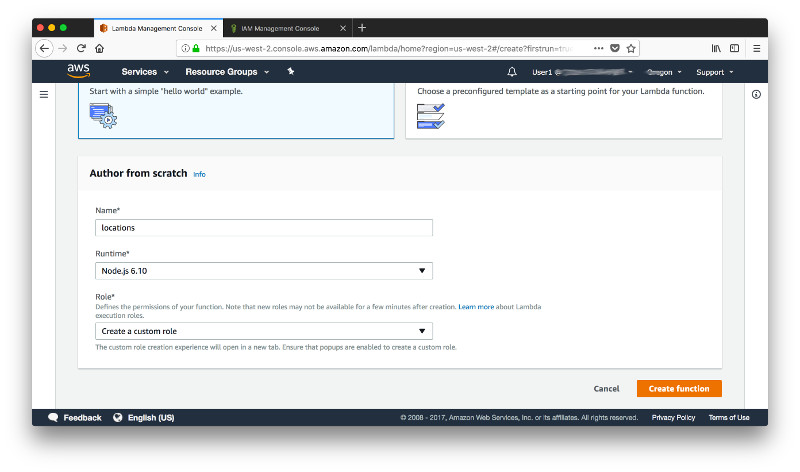 Lambda Management Console
IAM Management Console
https://us-west-2.console.aws.amazon.com/lambda/home?region=us-west-2#/create?firstrun=tru
aws
Services
Resource Groups
User1 @
Oregon
Support
Start with a simple "hello world" example.
Choose a preconfigured template as a starting point for your Lambda function.
Author from scratch Info
Name*
locations
Runtime*
Node.js 6.10
Role*
Defines the permissions of your function. Note that new roles may not be available for a few minutes after creation. Learn more about Lambda
execution roles.
Create a custom role
The custom role creation experience will open in a new tab. Ensure that popups are enabled to create a custom role.
Cancel
Create function
Feedback
English (US)
© 2008 - 2017, Amazon Web Services, Inc. or its affiliates. All rights reserved.
Privacy Policy
Terms of Use